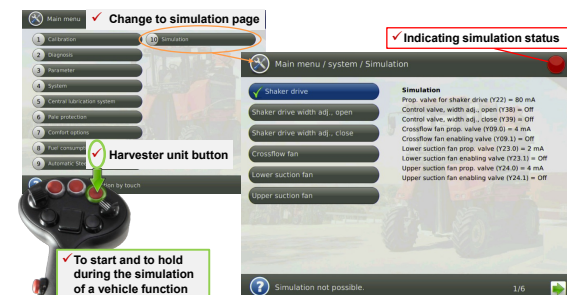 Main menu
✓ Change to simulation page
1 Calibration
10 Simulation
2 Diagnosis
3 Parameter
4 System
5 Central lubrication system
6 Pale protection
7 Comfort options
8 Fuel consumpt
9 Automatic Stee
✓ Harvester unit button
ion by touch
✓ To start and to hold
during the simulation
of a vehicle function
✓ Indicating simulation status
Main menu / system / Simulation
Shaker drive
Shaker drive width adj., open
Shaker drive width adj., close
Crossflow fan
Lower suction fan
Upper suction fan
Simulation
Prop. valve for shaker drive (Y22) = 80 mA
Control valve, width adj., open (Y38) = Off
Control valve, width adj., close (Y39) = Off
Crossflow fan prop. valve (Y09.0) = 4 mA
Crossflow fan enabling valve (Y09.1) = Off
Lower suction fan prop. valve (Y23.0) = 2 mA
Lower suction fan enabling valve (Y23.1) = Off
Upper suction fan prop. valve (Y24.0) = 4 mA
Upper suction fan enabling valve (Y24.1) = Off
? Simulation not possible.
1/6